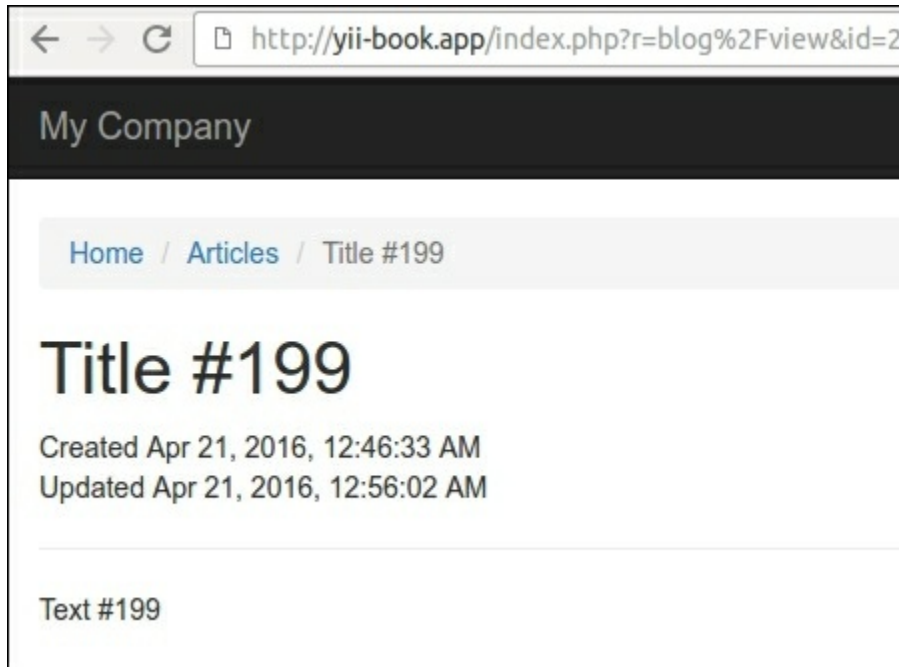 http://yii-book.app/index.php?r=blog%2Fview&id=2
My Company
Home / Articles / Title #199
Title #199
Created Apr 21, 2016, 12:46:33 AM
Updated Apr 21, 2016, 12:56:02 AM
Text #199